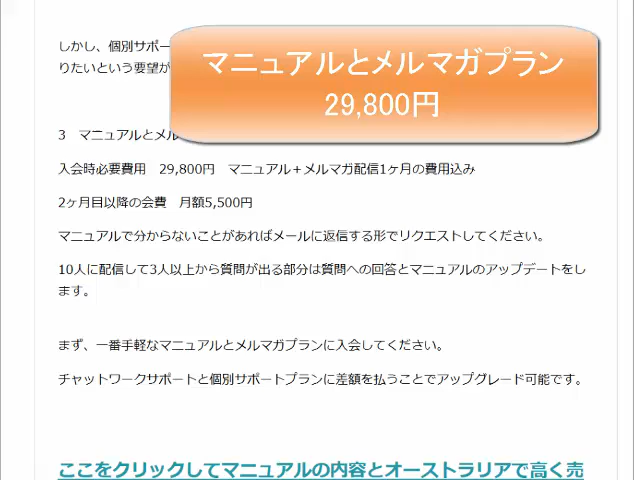 しかし、個別サポー
りたいという要望が
マニュアルとメルマガプラン
29,800円
3 マニュアルとメル
入会時必要費用 29,800円 マニュアル＋メルマガ配信1ヶ月の費用込み
2ヶ月目以降の会費 月額5,500円
マニュアルで分からないことがあればメールに返信する形でリクエストしてください。
10人に配信して3人以上から質問が出る部分は質問への回答とマニュアルのアップデートをし
ます。
まず、一番手軽なマニュアルとメルマガプランに入会してください。
チャットワークサポートと個別サポートプランに差額を払うことでアップグレード可能です。
ここをクリックしてマニュアルの内容とオーストラリアで高く売